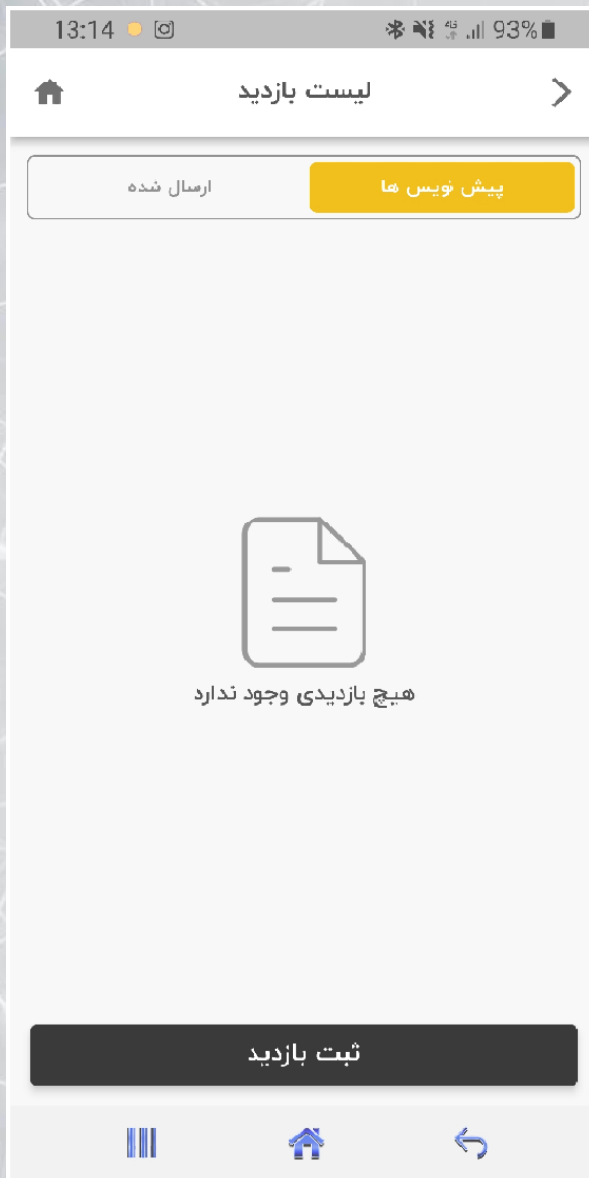 13:14 93%
لیست بازدید
پیش نویس ها
ارسال شده
هیچ بازدیدی وجود ندارد
ثبت بازدید